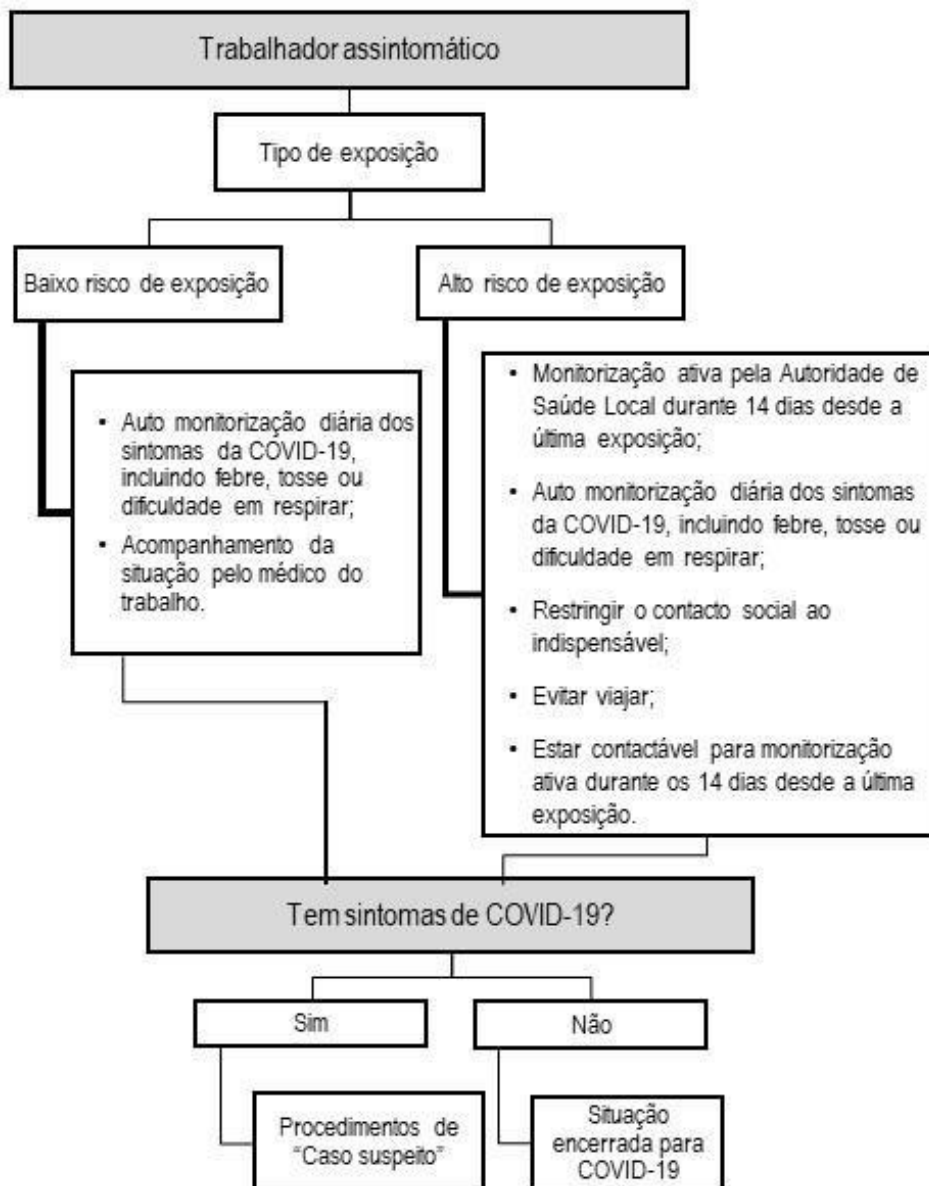 Trabalhador assintomático
Tipo de exposição
Baixo risco de exposição
Alto risco de exposição
• Auto monitorização diária dos
sintomas da COVID-19,
incluindo febre, tosse ou
dificuldade em respirar;
• Acompanhamento da
situação pelo médico do
trabalho.
• Monitorização ativa pela Autoridade de
Saúde Local durante 14 dias desde a
última exposição;
• Auto monitorização diária dos sintomas
da COVID-19, incluindo febre, tosse ou
dificuldade em respirar;
• Restringir o contacto social ao
indispensável;
• Evitar viajar;
• Estar contactável para monitorização
ativa durante os 14 dias desde a última
exposição.
Tem sintomas de COVID-19?
Sim
Não
Procedimentos de
“Caso suspeito”
Situação
encerrada para
COVID-19